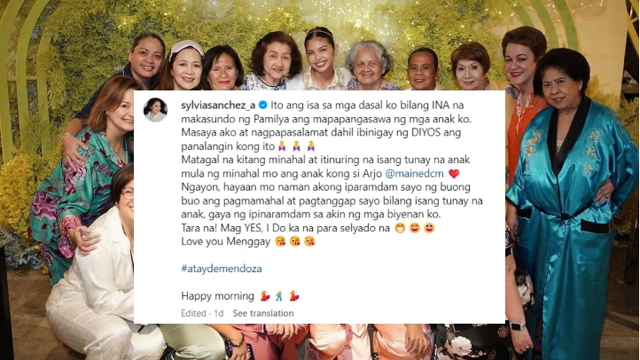 sylviasanchez_a Ito ang isa sa mga dasal ko bilang INA na
makasundo ng Pamilya ang mapapangasawa ng mga anak ko.
Masaya ako at nagpapasalamat dahil ibinigay ng DIYOS ang
panalangin kong ito🧎‍♀️🧎‍♀️🧎‍♀️
Matagal na kitang minahal at itinuring na isang tunay na anak
mula ng minahal mo ang anak kong si Arjo @mainedcm ❤️
Ngayon, hayaan mo naman akong iparamdam sayo ng buong
buo ang pagmamahal at pagtanggap sayo bilang isang tunay na
anak, gaya ng ipinaramdam sa akin ng mga biyenan ko.
Tara na! Mag YES, I Do ka na para selyado na 😁😄😃
Love you Menggay 😘😘😘
#ataydemendoza
Happy morning 💃🕺💃
Edited · 1d See translation